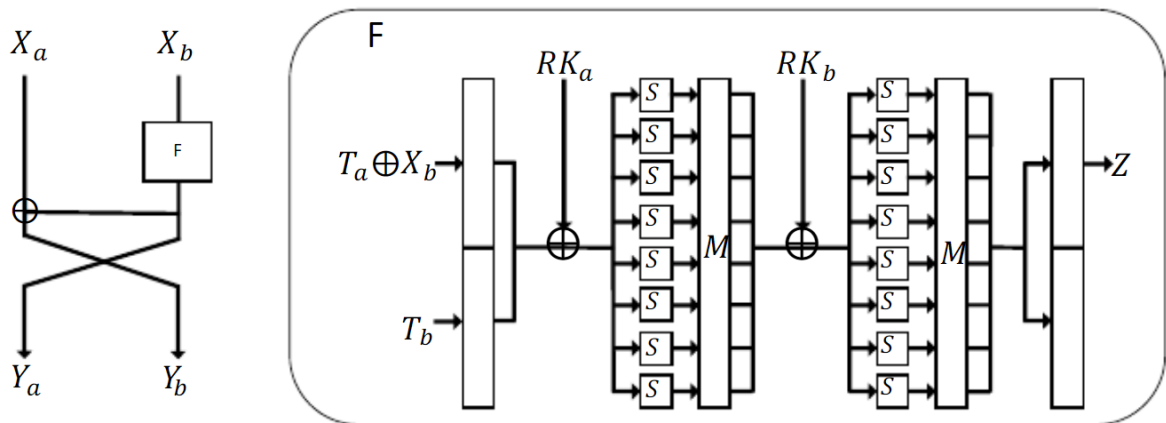 X_a X_b
F
Y_a Y_b
F
RK_a RK_b
T_a ⊕ X_b
T_b
S S
S S
S S
S S
S S
S S
S S
S S
M M
Z